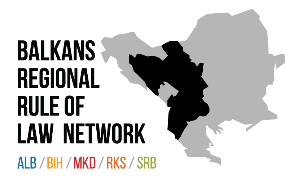 BALKANS
REGIONAL
RULE OF
LAW NETWORK
ALB / BIH / MKD / RKS / SRB